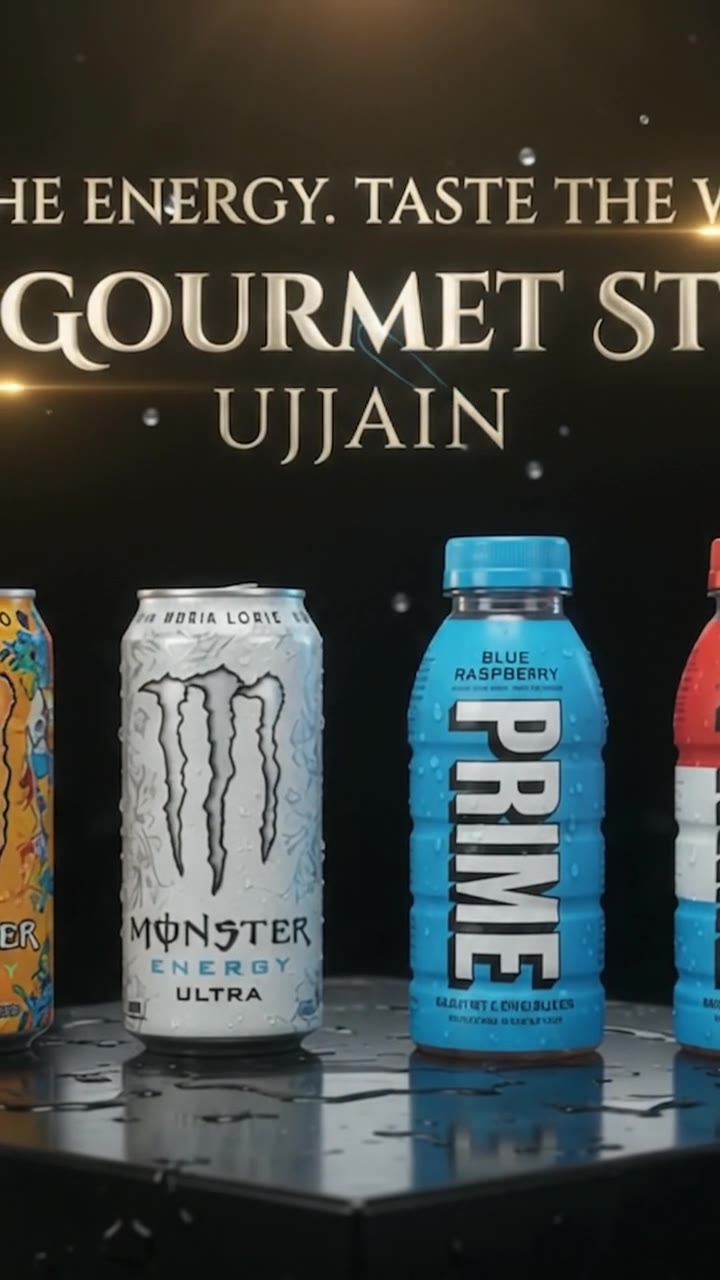 HE ENERGY. TASTE THE W
GOURMET ST
UJJAIN
MONSTER
ENERGY
ULTRA
BLUE
RASPBERRY
PRIME
ER
Y